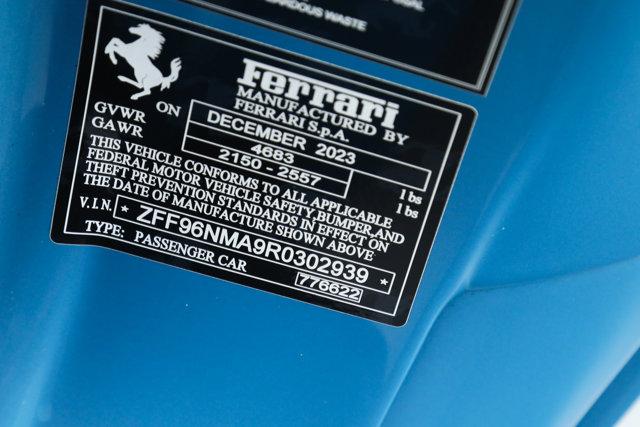 HAZARDOUS WASTE
Ferrari
MANUFACTURED BY
FERRARI S.p.A.
ON DECEMBER 2023
GVWR 4683 lbs
GAWR 2150 - 2557 lbs
THIS VEHICLE CONFORMS TO ALL APPLICABLE
FEDERAL MOTOR VEHICLE SAFETY, BUMPER, AND
THEFT PREVENTION STANDARDS IN EFFECT ON
THE DATE OF MANUFACTURE SHOWN ABOVE
V.I.N. * ZFF96NMA9R0302939 *
TYPE: PASSENGER CAR 776622